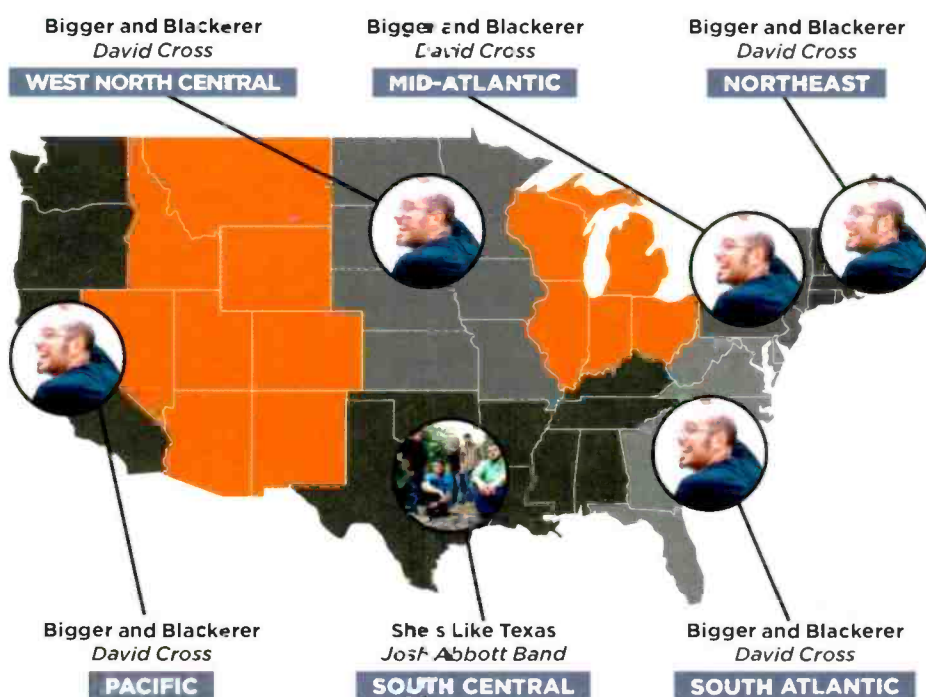 Bigger and Blackerer
David Cross
WEST NORTH CENTRAL
Bigger and Blackerer
David Cross
MID-ATLANTIC
Bigger and Blackerer
David Cross
NORTHEAST
Bigger and Blackerer
David Cross
PACIFIC
She s Like Texas
Josh Abbott Band
SOUTH CENTRAL
Bigger and Blackerer
David Cross
SOUTH ATLANTIC